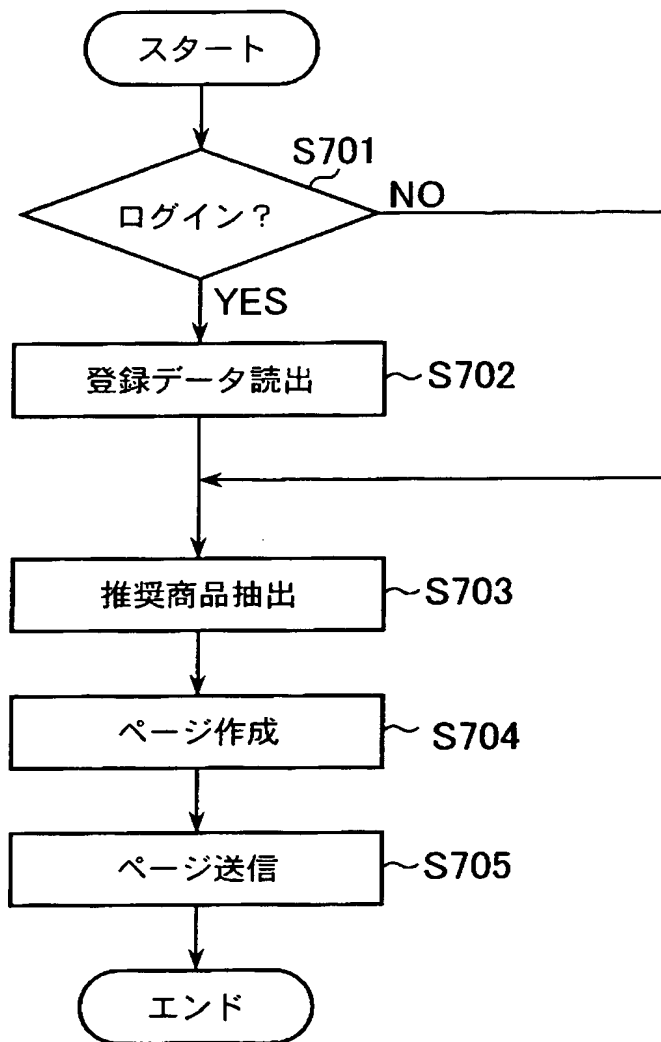 スタート
S701
ログイン？
NO
YES
登録データ読出
S702
推奨商品抽出
S703
ページ作成
S704
ページ送信
S705
エンド